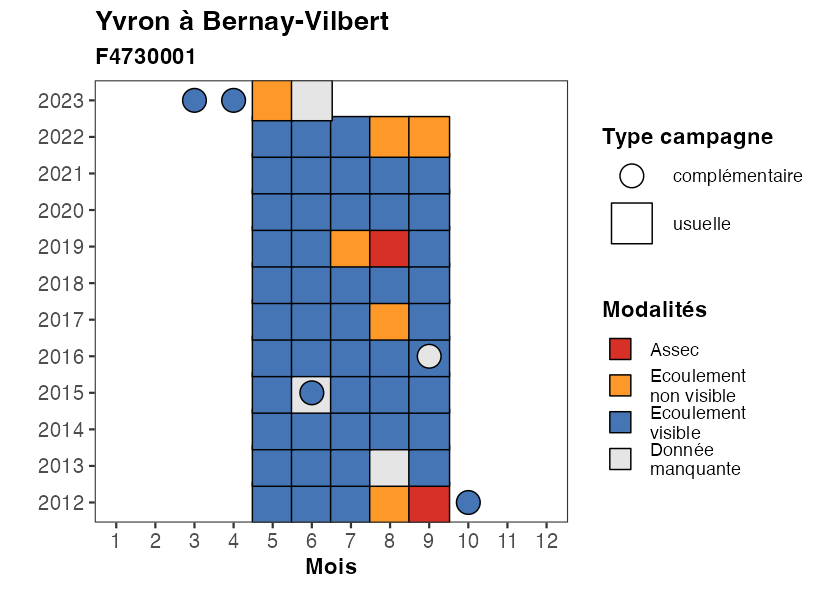 Yvron à Bernay-Vilbert
F4730001
2023
2022
2021
2020
2019
2018
2017
2016
2015
2014
2013
2012
1 2 3 4 5 6 7 8 9 10 11 12
Mois
Type campagne
complémentaire
usuelle
Modalités
Assec
Ecoulement
non visible
Ecoulement
visible
Donnée
manquante